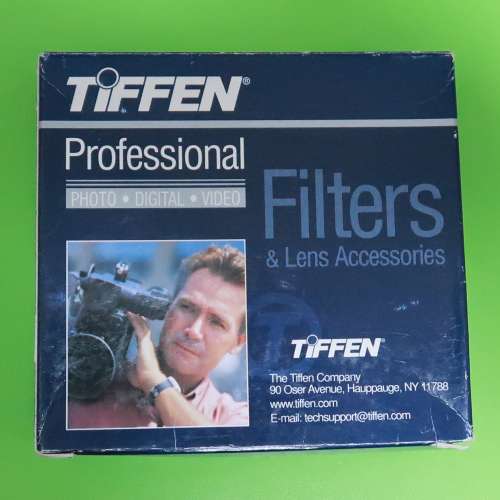 TiFFEN®
Professional
PHOTO • DIGITAL • VIDEO
Filters
& Lens Accessories
TiFFEN®
The Tiffen Company
90 Oser Avenue, Hauppauge, NY 11788
www.tiffen.com
E-mail: techsupport@tiffen.com